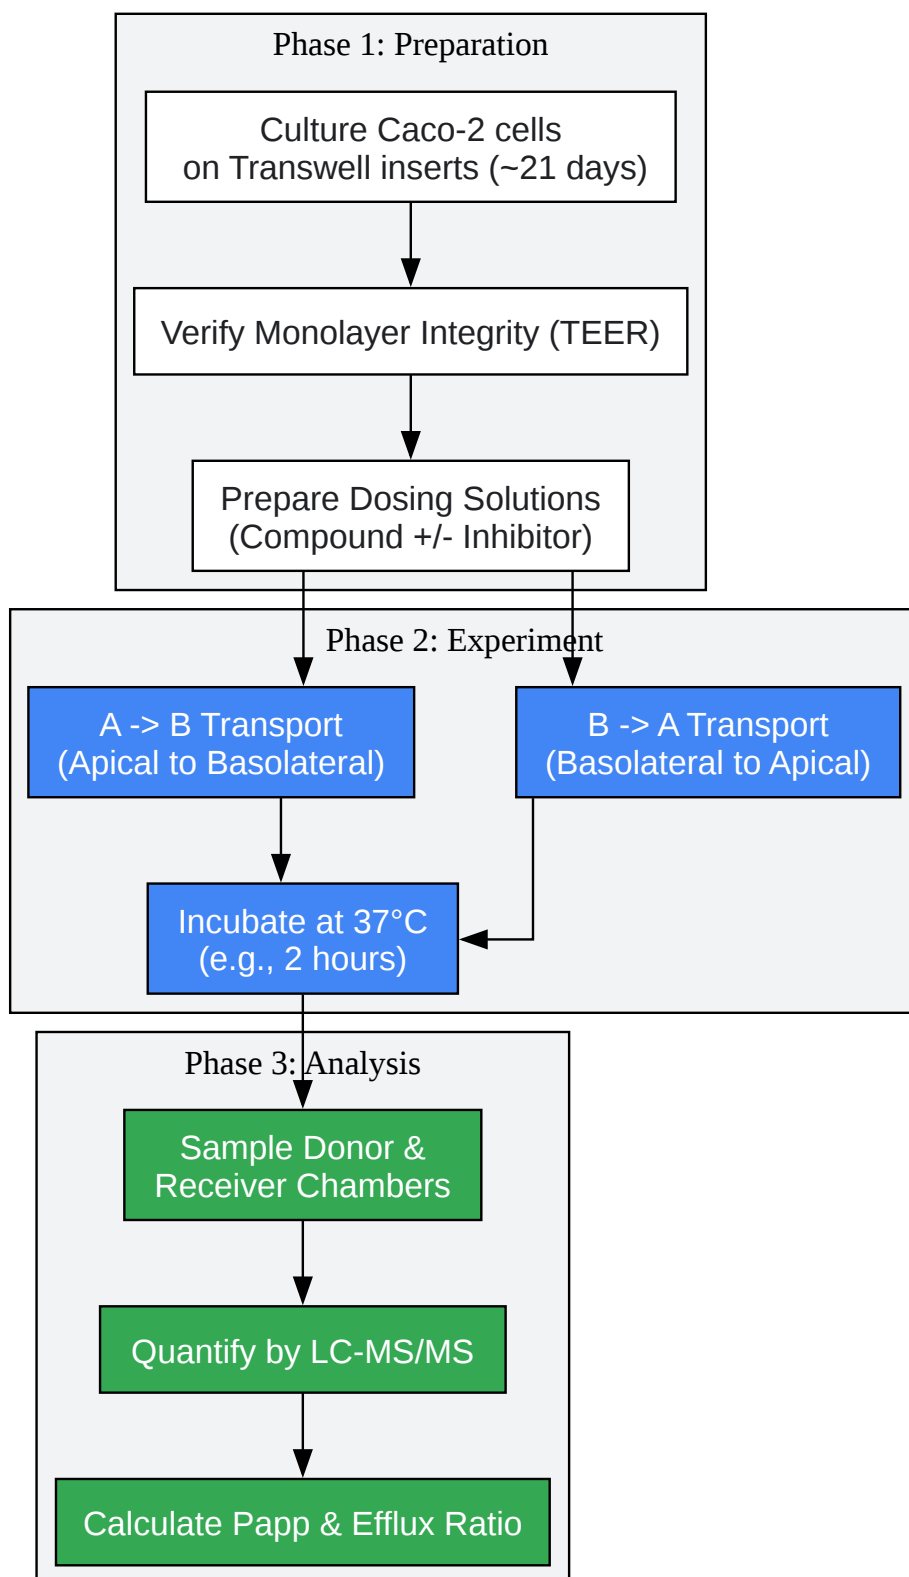 Phase 1: Preparation
Culture Caco-2 cells
on Transwell inserts (~21 days)
Verify Monolayer Integrity (TEER)
Prepare Dosing Solutions
(Compound +/- Inhibitor)
Phase 2: Experiment
A -> B Transport
(Apical to Basolateral)
B -> A Transport
(Basolateral to Apical)
Incubate at 37°C
(e.g., 2 hours)
Phase 3: Analysis
Sample Donor &
Receiver Chambers
Quantify by LC-MS/MS
Calculate Papp & Efflux Ratio